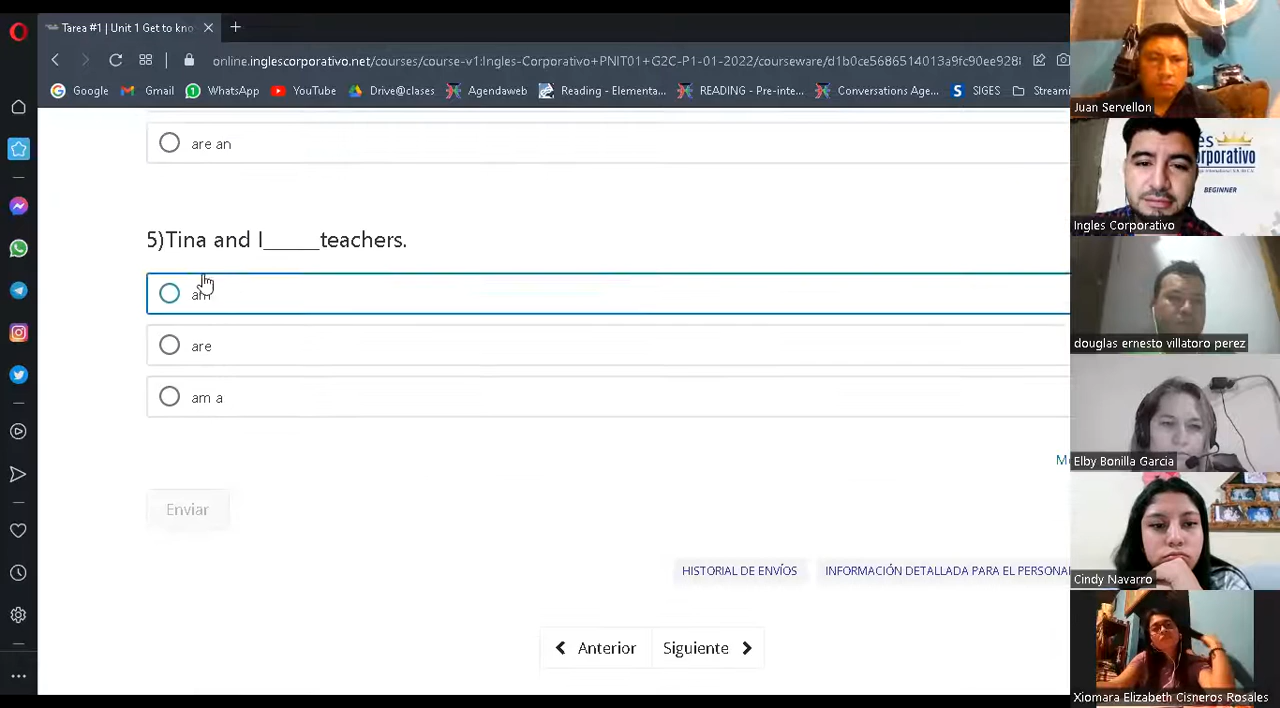 Tarea #1 | Unit 1 Get to kno
online.inglescorporativo.net/courses/course-v1:Ingles-Corporativo+PNIT01+G2C-P1-01-2022/courseware/d1b0ce5686514013a9fc90ee928
Google Gmail WhatsApp YouTube Drive@clases Agendaweb Reading - Elementa... READING - Pre-inte... Conversations Age... SIGES Streami
are an
5)Tina and I_____teachers.
am
are
am a
Enviar
HISTORIAL DE ENVÍOS INFORMACIÓN DETALLADA PARA EL PERSONA
Anterior Siguiente
Juan Servellon
BEGINNER
Ingles Corporativo
douglas ernesto villatoro perez
Elby Bonilla Garcia
Cindy Navarro
Xiomara Elizabeth Cisneros Rosales